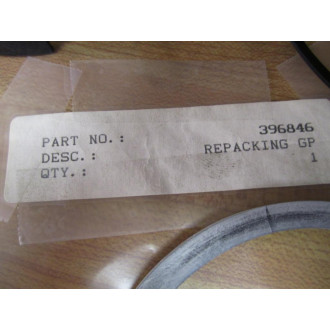 PART NO.: 396846
DESC.: REPACKING GP
QTY.: 1